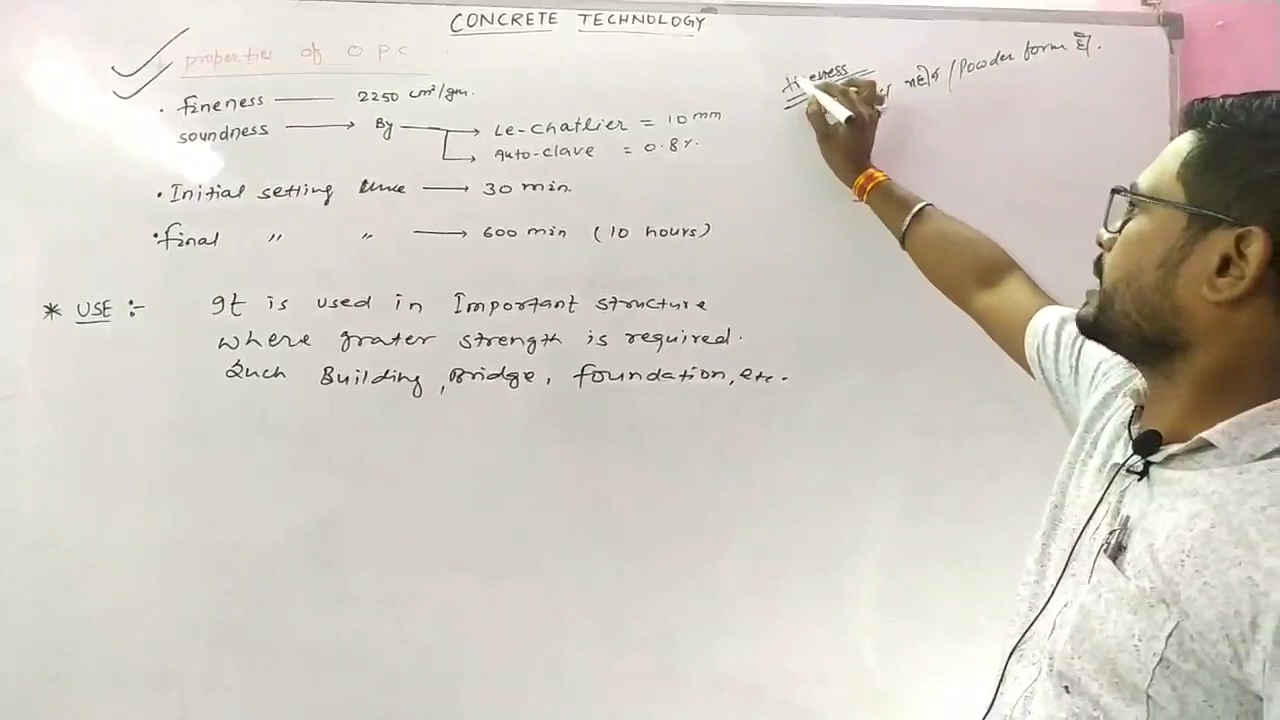 CONCRETE TECHNOLOGY
properties of OPC
• fineness —— 2250 cm²/gm.
soundness ——→ By → Le-Chatlier = 10 mm
→ Auto-clave = 0.8%.
• Initial setting time ——→ 30 min.
• final " " ——→ 600 min (10 hours)
* USE :- It is used in Important structure
where grater strength is required.
Such Building, Bridge, foundation, etc.
fineness
(Powder form है.